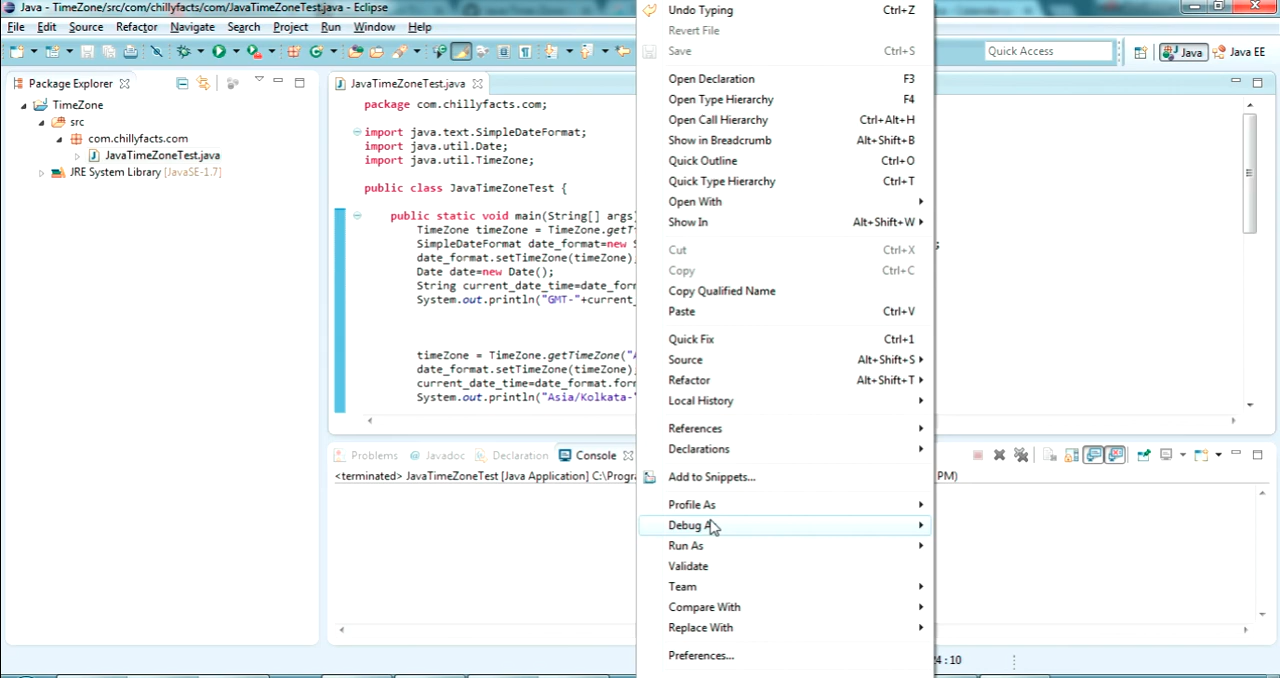 Java - TimeZone/src/com/chillyfacts/com/JavaTimeZoneTest.java - Eclipse
File Edit Source Refactor Navigate Search Project Run Window Help
Quick Access
Java
Java EE
Package Explorer
TimeZone
src
com.chillyfacts.com
JavaTimeZoneTest.java
JRE System Library [JavaSE-1.7]
JavaTimeZoneTest.java
package com.chillyfacts.com;
import java.text.SimpleDateFormat;
import java.util.Date;
import java.util.TimeZone;
public class JavaTimeZoneTest {
public static void main(String[] args)
TimeZone timeZone = TimeZone.getT
SimpleDateFormat date_format=new S
;
date_format.setTimeZone(timeZone)
Date date=new Date();
String current_date_time=date_for
System.out.println("GMT-"+current_
timeZone = TimeZone.getTimeZone("A
date_format.setTimeZone(timeZone)
current_date_time=date_format.for
System.out.println("Asia/Kolkata-"
Undo Typing Ctrl+Z
Revert File
Save Ctrl+S
Open Declaration F3
Open Type Hierarchy F4
Open Call Hierarchy Ctrl+Alt+H
Show in Breadcrumb Alt+Shift+B
Quick Outline Ctrl+O
Quick Type Hierarchy Ctrl+T
Open With
Show In Alt+Shift+W
Cut Ctrl+X
Copy Ctrl+C
Copy Qualified Name
Paste Ctrl+V
Quick Fix Ctrl+1
Source Alt+Shift+S
Refactor Alt+Shift+T
Local History
References
Declarations
Add to Snippets...
Profile As
Debug A
Run As
Validate
Team
Compare With
Replace With
Preferences...
Problems Javadoc Declaration Console
<terminated> JavaTimeZoneTest [Java Application] C:\Progra
PM)
24:10